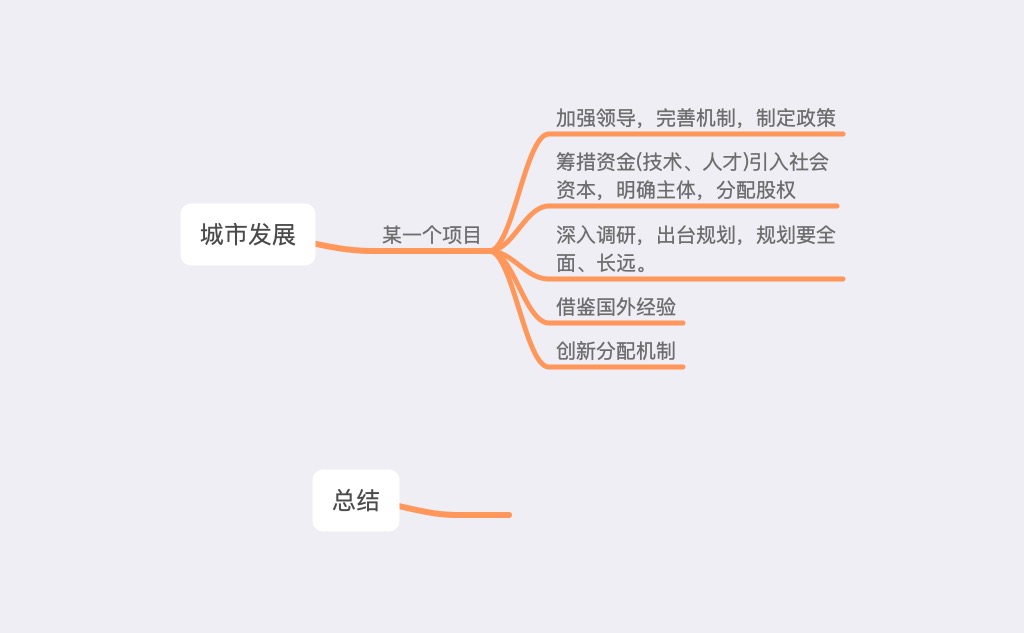 加强领导，完善机制，制定政策
筹措资金(技术、人才)引入社会
资本，明确主体，分配股权
城市发展
某一个项目
深入调研，出台规划，规划要全
面、长远。
借鉴国外经验
创新分配机制
总结